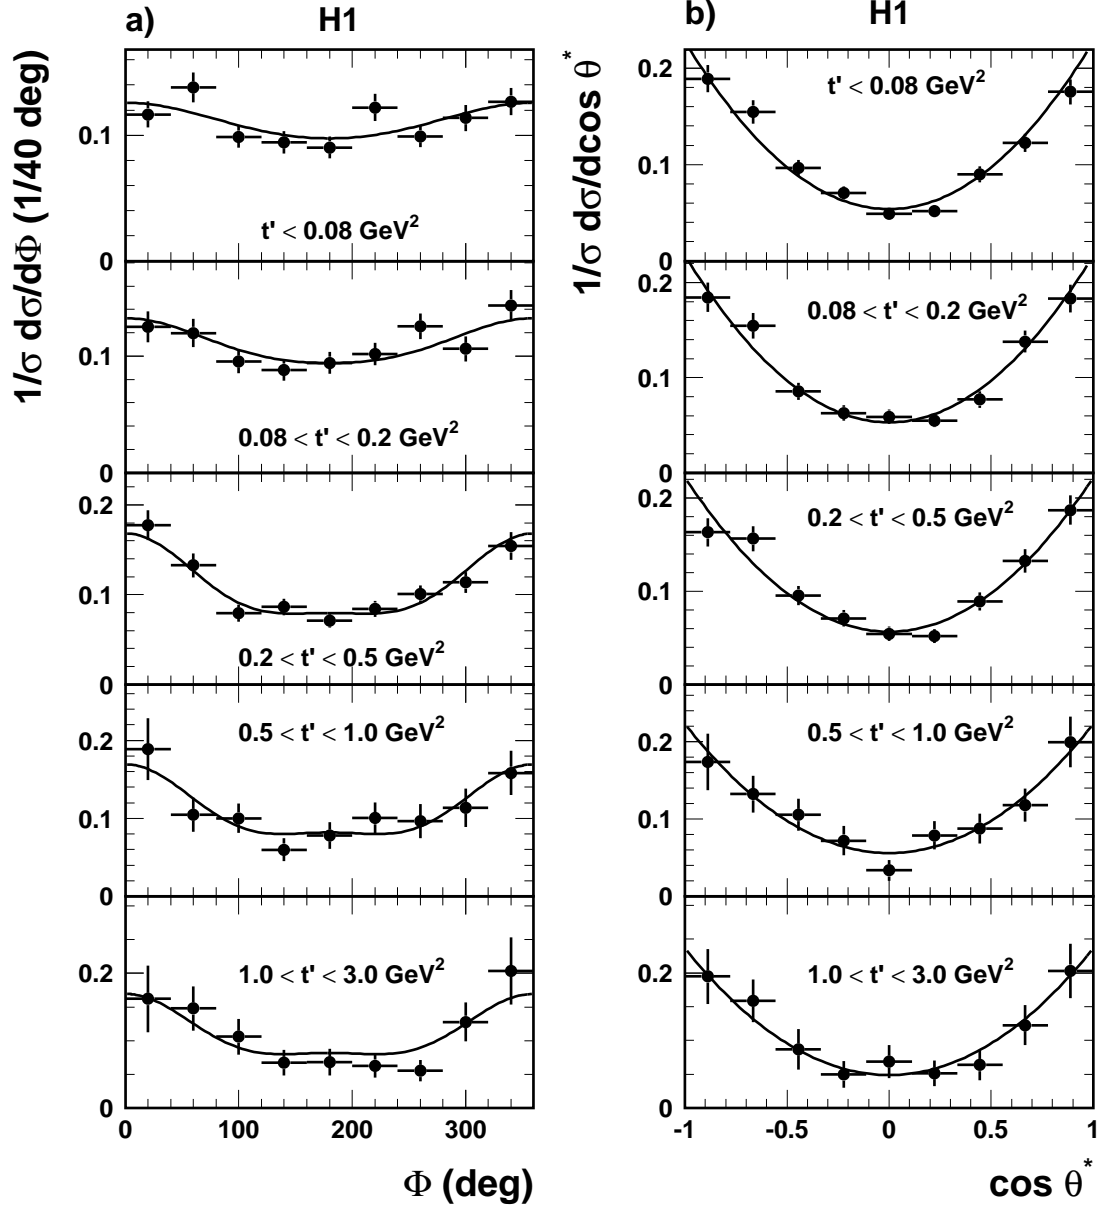 a) H1
1/σ dσ/dΦ (1/40 deg)
0.1
0
t' < 0.08 GeV²
0.1
0
0.08 < t' < 0.2 GeV²
0.2
0.1
0
0.2 < t' < 0.5 GeV²
0.2
0.1
0
0.5 < t' < 1.0 GeV²
0.2
0
1.0 < t' < 3.0 GeV²
0 100 200 300
Φ (deg)
b) H1
1/σ dσ/dcos θ*
0.2
0.1
0
t' < 0.08 GeV²
0.2
0.1
0
0.08 < t' < 0.2 GeV²
0.2
0.1
0
0.2 < t' < 0.5 GeV²
0.2
0.1
0
0.5 < t' < 1.0 GeV²
0.2
0
1.0 < t' < 3.0 GeV²
-1 -0.5 0 0.5 1
cos θ*